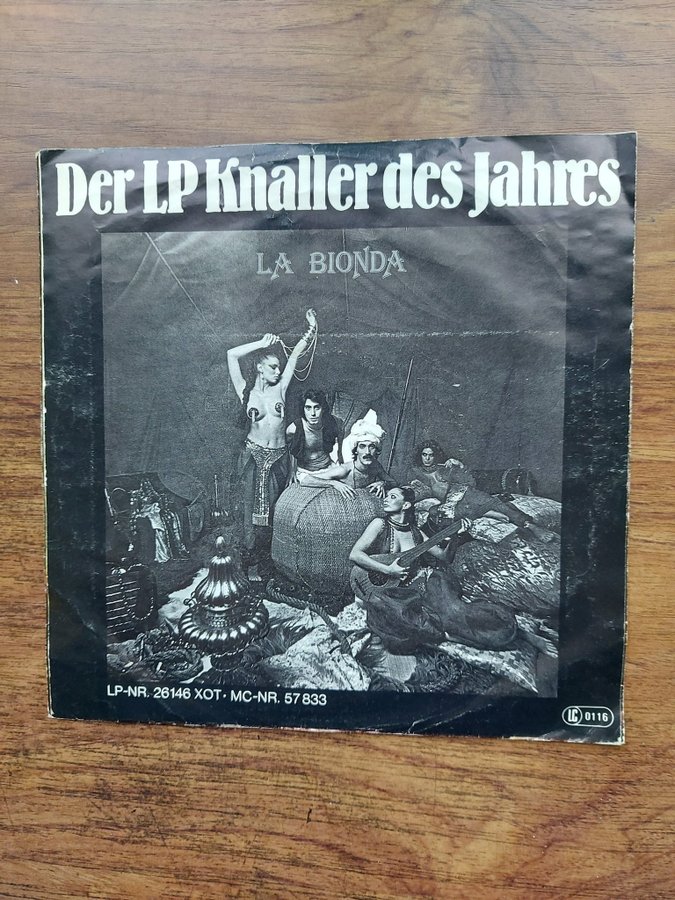 Der LP Knaller des Jahres
LA BIONDA
LP-NR. 26146 XOT · MC-NR. 57 833
LC 0116